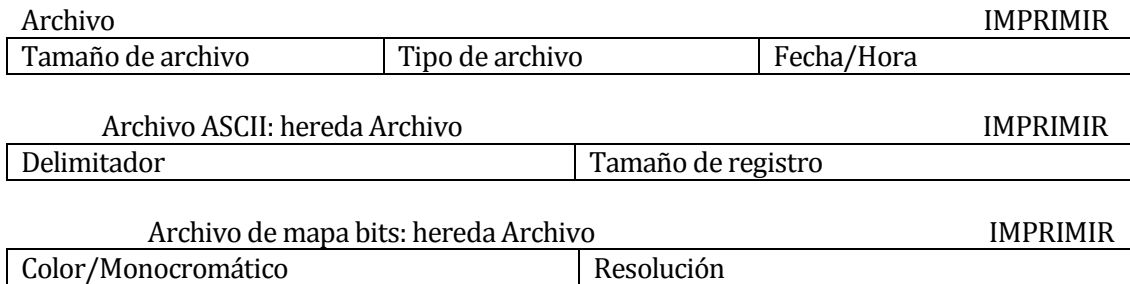 Archivo IMPRIMIR
Tamaño de archivo Tipo de archivo Fecha/Hora
Archivo ASCII: hereda Archivo IMPRIMIR
Delimitador Tamaño de registro
Archivo de mapa bits: hereda Archivo IMPRIMIR
Color/Monocromático Resolución